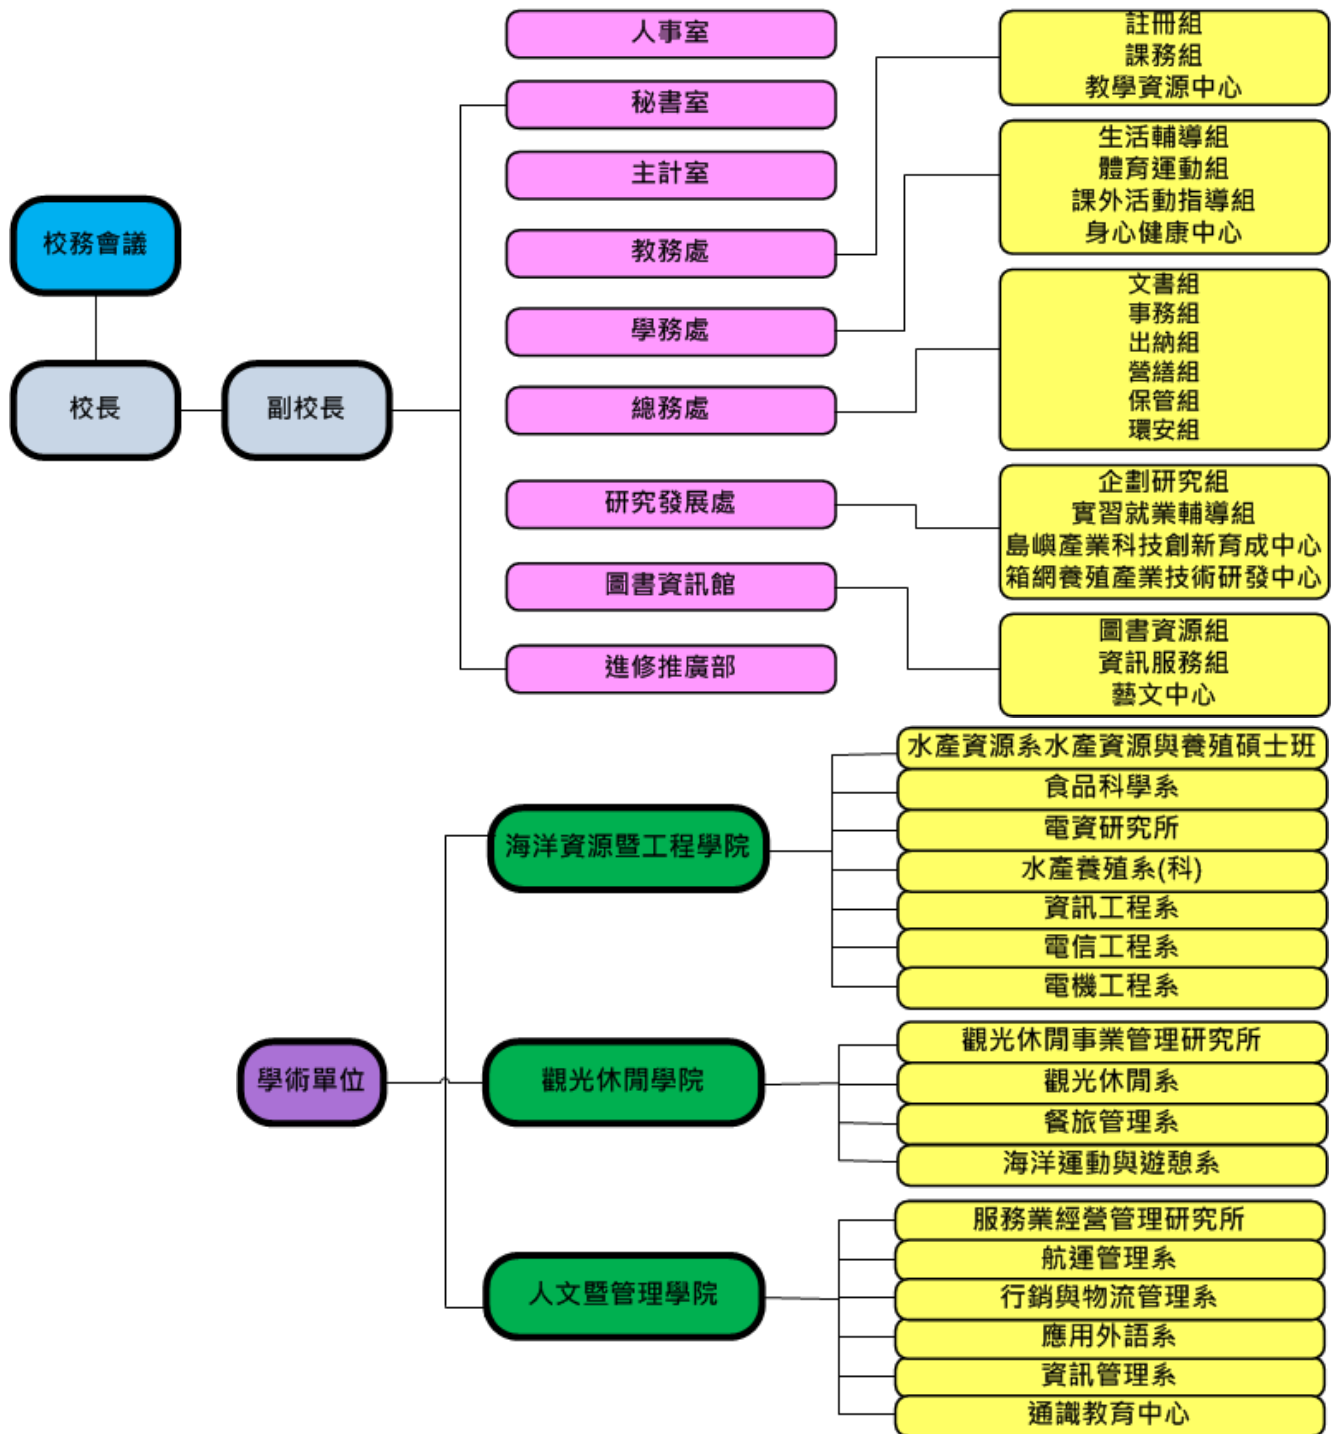 校務會議
校長
副校長
人事室
秘書室
主計室
教務處
學務處
總務處
研究發展處
圖書資訊館
進修推廣部
註冊組
課務組
教學資源中心
生活輔導組
體育運動組
課外活動指導組
身心健康中心
文書組
事務組
出納組
營繕組
保管組
環安組
企劃研究組
實習就業輔導組
島嶼產業科技創新育成中心
箱網養殖產業技術研發中心
圖書資源組
資訊服務組
藝文中心
學術單位
海洋資源暨工程學院
水產資源系水產資源與養殖碩士班
食品科學系
電資研究所
水產養殖系(科)
資訊工程系
電信工程系
電機工程系
觀光休閒學院
觀光休閒事業管理研究所
觀光休閒系
餐旅管理系
海洋運動與遊憩系
人文暨管理學院
服務業經營管理研究所
航運管理系
行銷與物流管理系
應用外語系
資訊管理系
通識教育中心